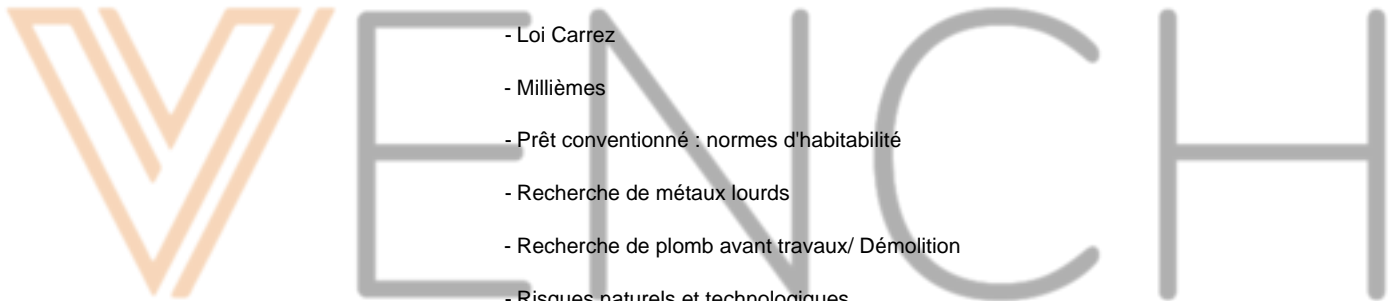 VENCH
- Loi Carrez
- Millièmes
- Prêt conventionné : normes d'habitabilité
- Recherche de métaux lourds
- Recherche de plomb avant travaux/ Démolition
- Risques naturels et technologiques